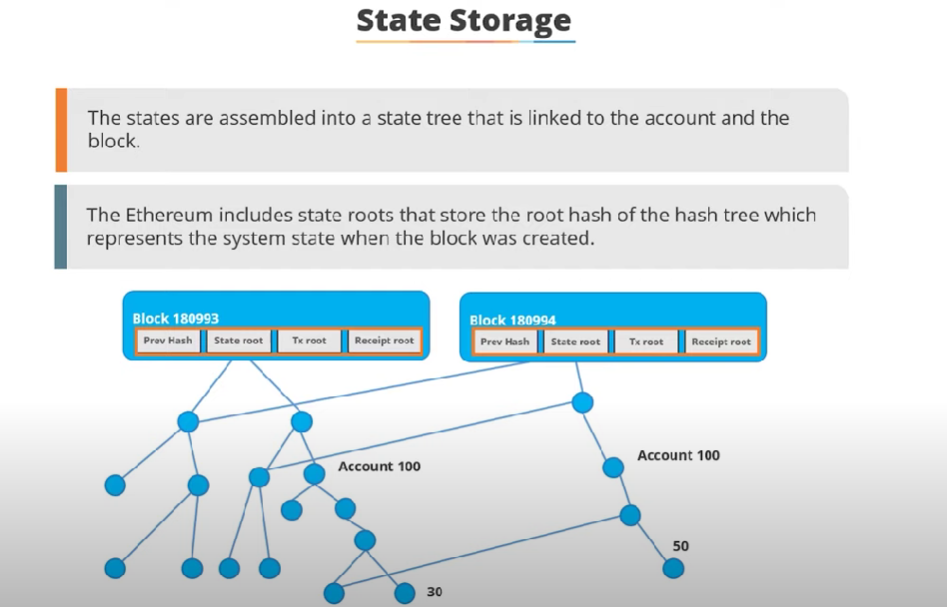 State Storage
The states are assembled into a state tree that is linked to the account and the
block.
The Ethereum includes state roots that store the root hash of the hash tree which
represents the system state when the block was created.
Block 180993
Prev Hash State root Tx root Receipt root
Block 180994
Prev Hash State root Tx root Receipt root
Account 100
Account 100
50
30